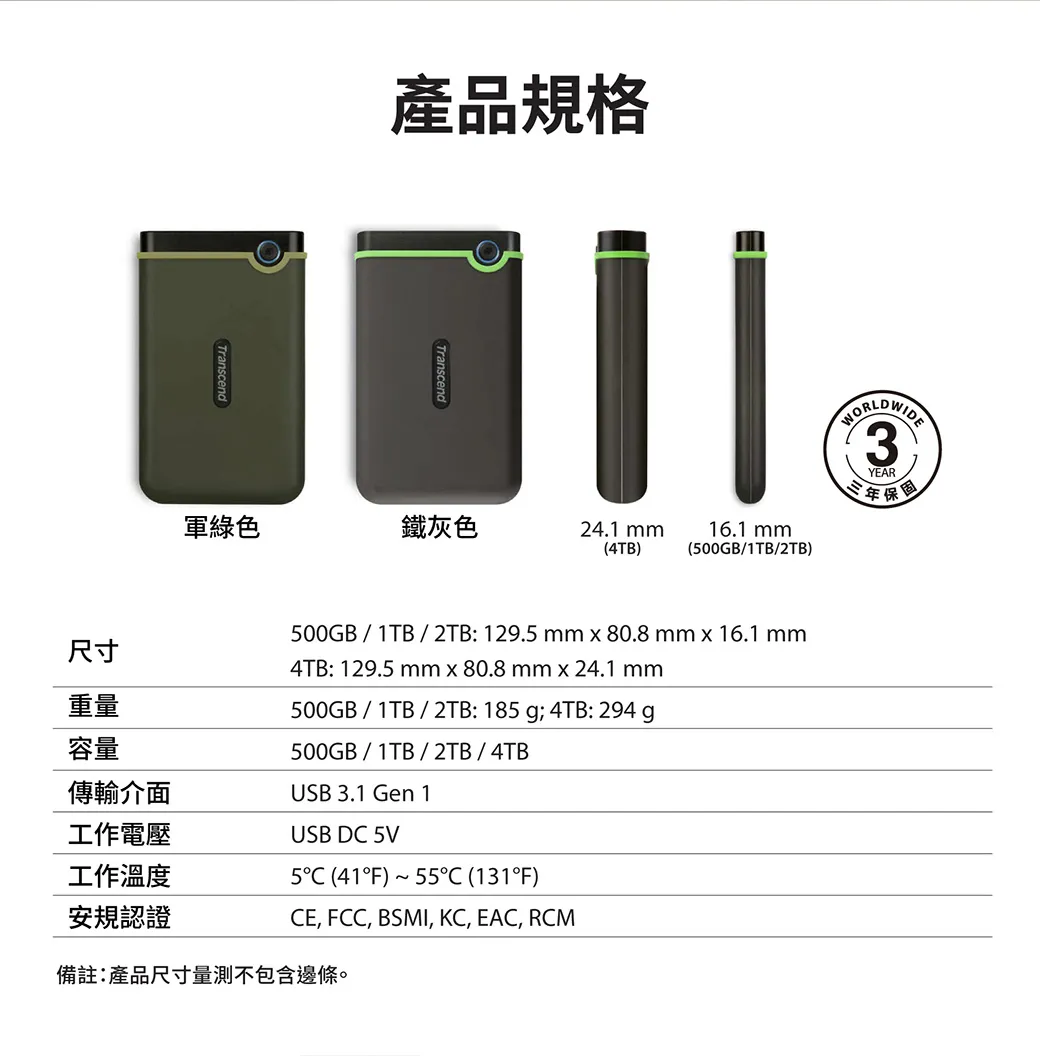 產品規格
Transcend
Transcend
軍綠色
鐵灰色
24.1 mm
(4TB)
16.1 mm
(500GB/1TB/2TB)
WORLDWIDE
3
YEAR
三年保固
尺寸
500GB / 1TB / 2TB: 129.5 mm x 80.8 mm x 16.1 mm
4TB: 129.5 mm x 80.8 mm x 24.1 mm
重量
500GB / 1TB / 2TB: 185 g; 4TB: 294 g
容量
500GB / 1TB / 2TB / 4TB
傳輸介面
USB 3.1 Gen 1
工作電壓
USB DC 5V
工作溫度
5°C (41°F) ~ 55°C (131°F)
安規認證
CE, FCC, BSMI, KC, EAC, RCM
備註：產品尺寸量測不包含邊條。